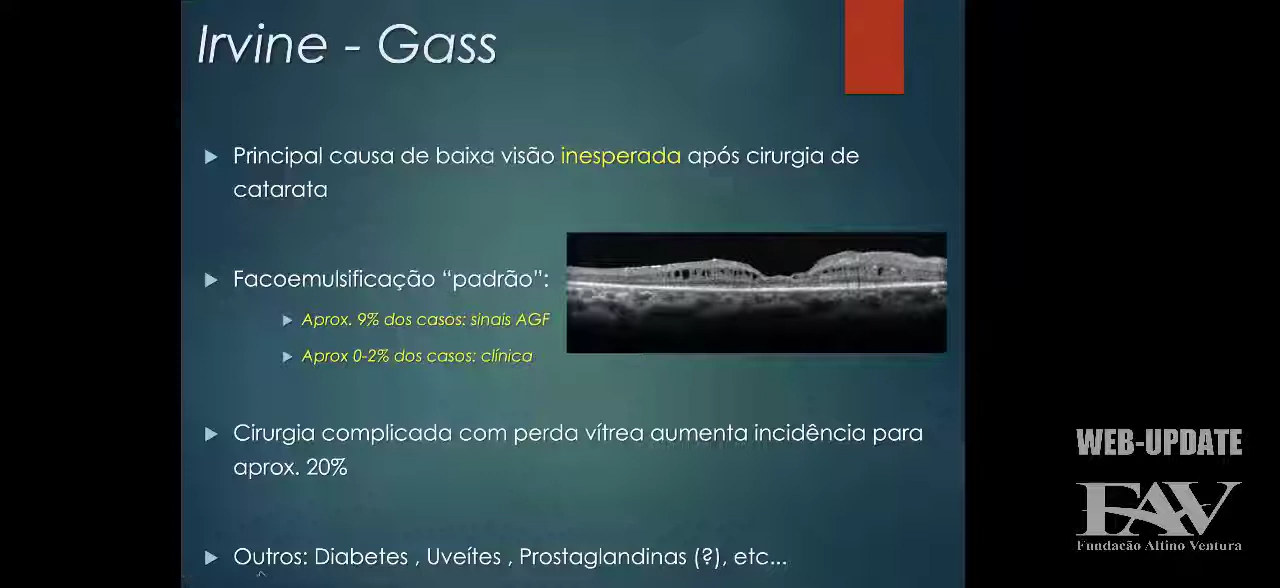 Irvine - Gass
Principal causa de baixa visão inesperada após cirurgia de
catarata
Facoemulsificação “padrão”:
Aprox. 9% dos casos: sinais AGF
Aprox 0-2% dos casos: clínica
Cirurgia complicada com perda vítrea aumenta incidência para
aprox. 20%
Outros: Diabetes , Uveítes , Prostaglandinas (?), etc...
WEB-UPDATE
FAV
Fundação Altino Ventura